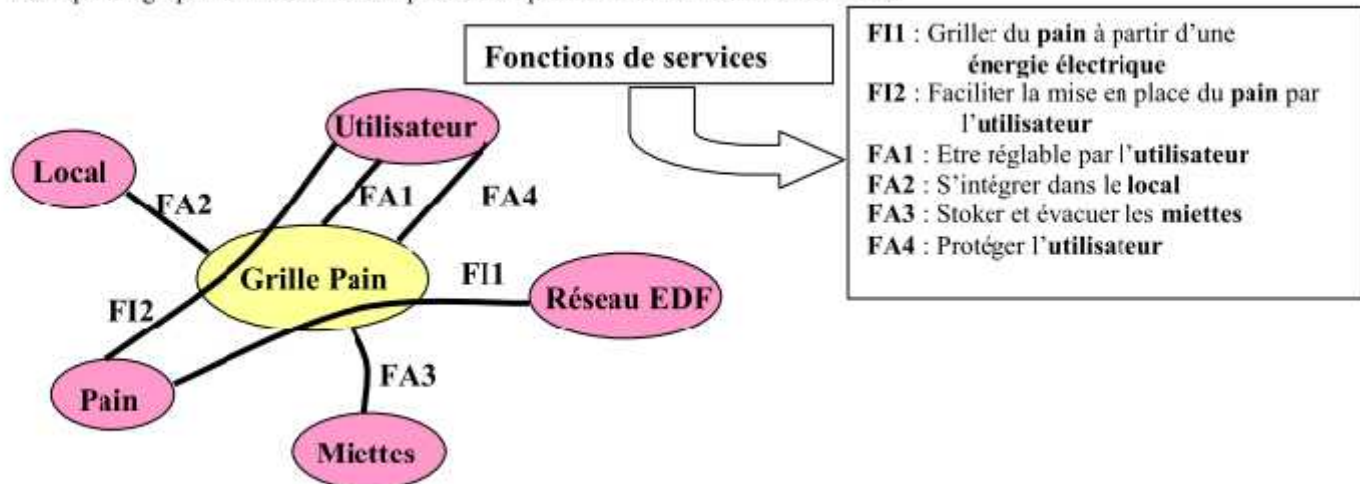 Fonctions de services
FI1 : Griller du pain à partir d'une
énergie électrique
FI2 : Faciliter la mise en place du pain par
l'utilisateur
FA1 : Etre réglable par l'utilisateur
FA2 : S'intégrer dans le local
FA3 : Stoker et évacuer les miettes
FA4 : Protéger l'utilisateur
Utilisateur
Local
FA2
FA1
FA4
Grille Pain
FI1
Réseau EDF
FI2
Pain
FA3
Miettes